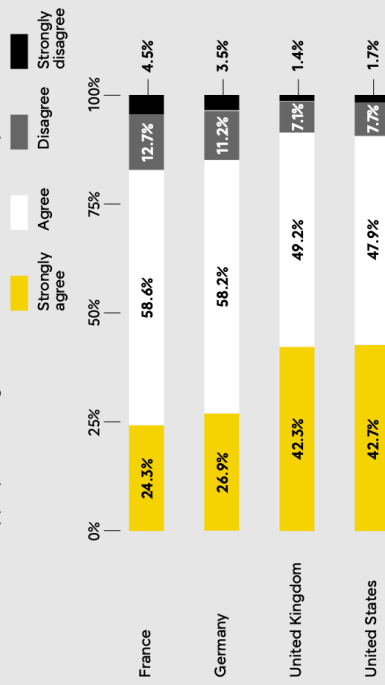 Strongly
agree
Agree
Disagree
Strongly
disagree
0%
25%
50%
75%
100%
France
24.3%
58.6%
12.7%
4.5%
Germany
26.9%
58.2%
11.2%
3.5%
United Kingdom
42.3%
49.2%
7.1%
1.4%
United States
42.7%
47.9%
7.7%
1.7%